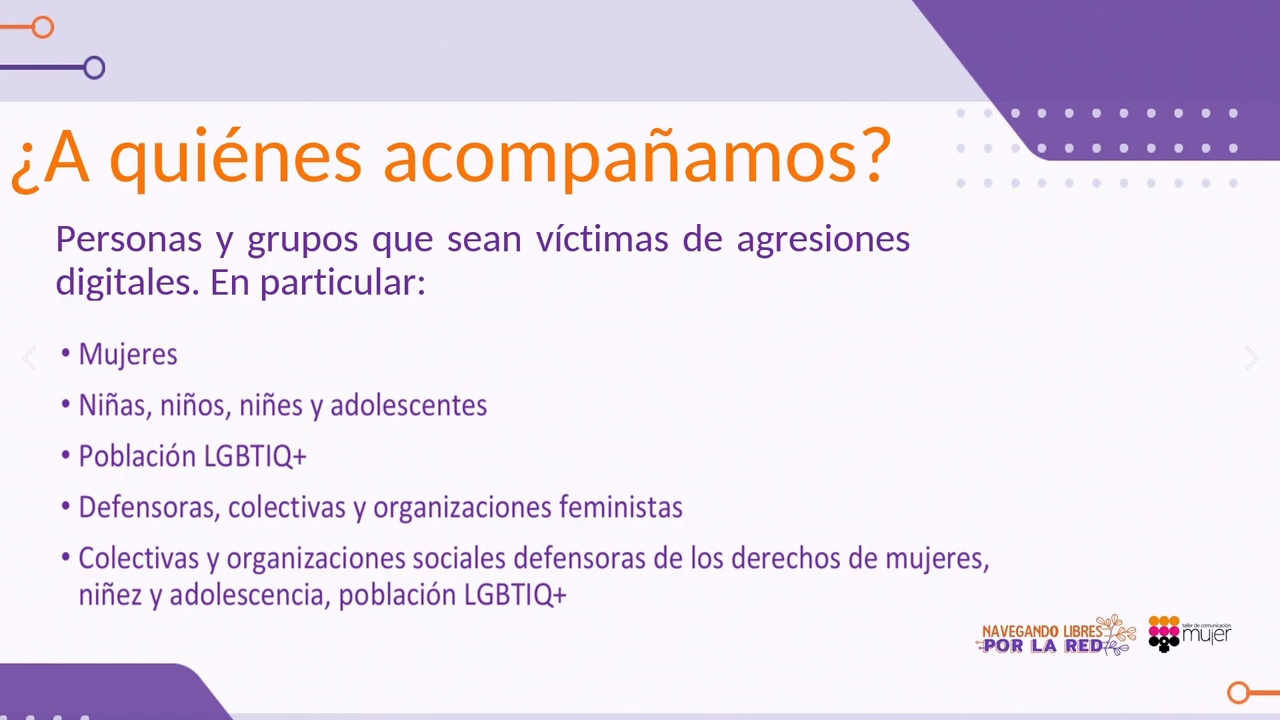 ¿A quiénes acompañamos?
Personas y grupos que sean víctimas de agresiones
digitales. En particular:
• Mujeres
• Niñas, niños, niñes y adolescentes
• Población LGBTIQ+
• Defensoras, colectivas y organizaciones feministas
• Colectivas y organizaciones sociales defensoras de los derechos de mujeres,
niñez y adolescencia, población LGBTIQ+
NAVEGANDO LIBRES
POR LA RED
taller de comunicación
mujer